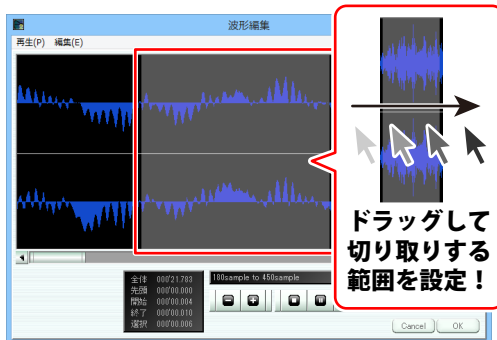 波形編集
再生(P) 編集(E)
全体 000'21.783
先頭 000'00.000
開始 000'00.004
終了 000'00.010
選択 000'00.006
180sample to 450sample
Cancel OK
ドラッグして
切り取りする
範囲を設定！